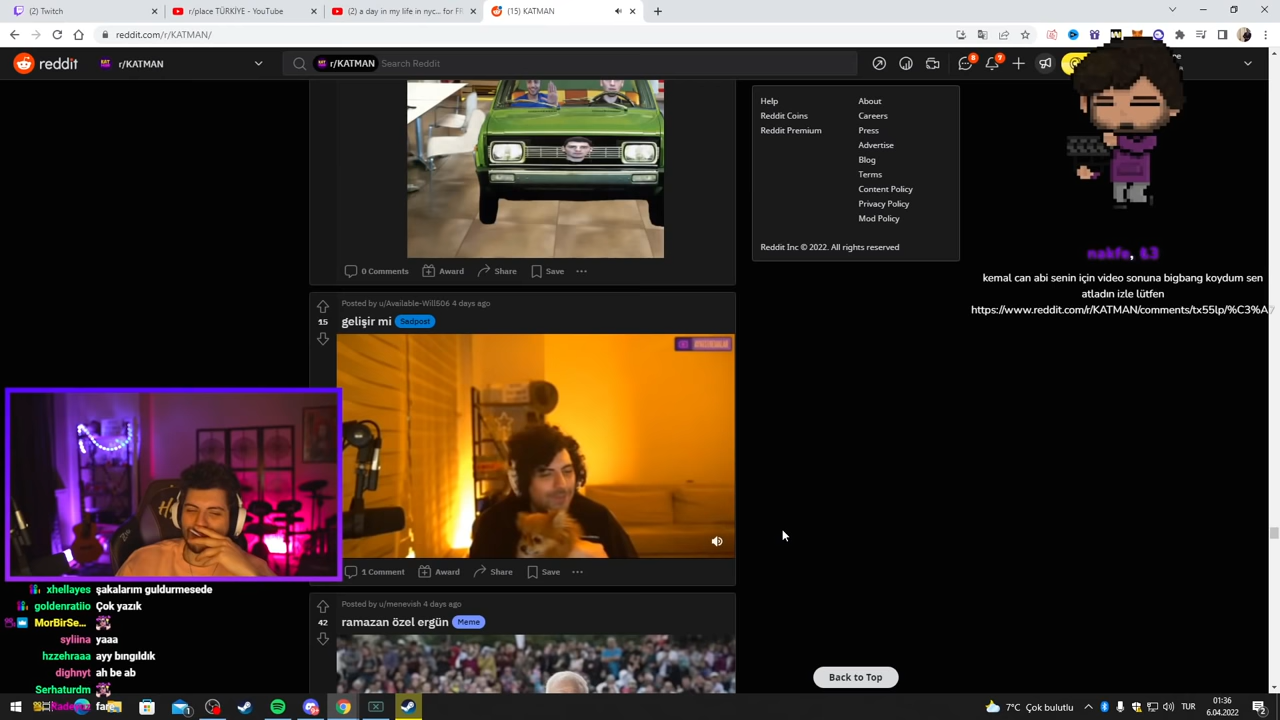 (2) Twitch
r/place TÜRKİYE - YouTube
(2) a day in my life nyc.. for FR
(15) KATMAN
reddit.com/r/KATMAN/
reddit
r/KATMAN
r/KATMAN
Search Reddit
8
7
0 Comments
Award
Share
Save
Help
About
Reddit Coins
Careers
Reddit Premium
Press
Advertise
Blog
Terms
Content Policy
Privacy Policy
Mod Policy
Reddit Inc © 2022. All rights reserved
kemal can abi senin için video sonuna bigbang koydum sen
atladın izle lütfen
https://www.reddit.com/r/KATMAN/comments/tx55lp/%C3%A
Posted by u/Available-Will506 4 days ago
15
gelişir mi
Sadpost
1 Comment
Award
Share
Save
Posted by u/menevish 4 days ago
42
ramazan özel ergün
Meme
xhellayes şakalarım guldurmesede
goldenratiio Çok yazık
MorBirSe...
syliina yaaa
hzzehraaa ayy bıngıldık
dighnyt ah be ab
Serhaturdm
Back to Top
7°C Çok bulutlu
TUR
01:36
6.04.2022
2